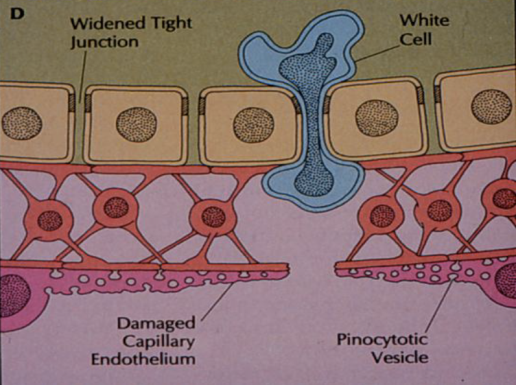 D
Widened Tight
Junction
White
Cell
Damaged
Capillary
Endothelium
Pinocytotic
Vesicle